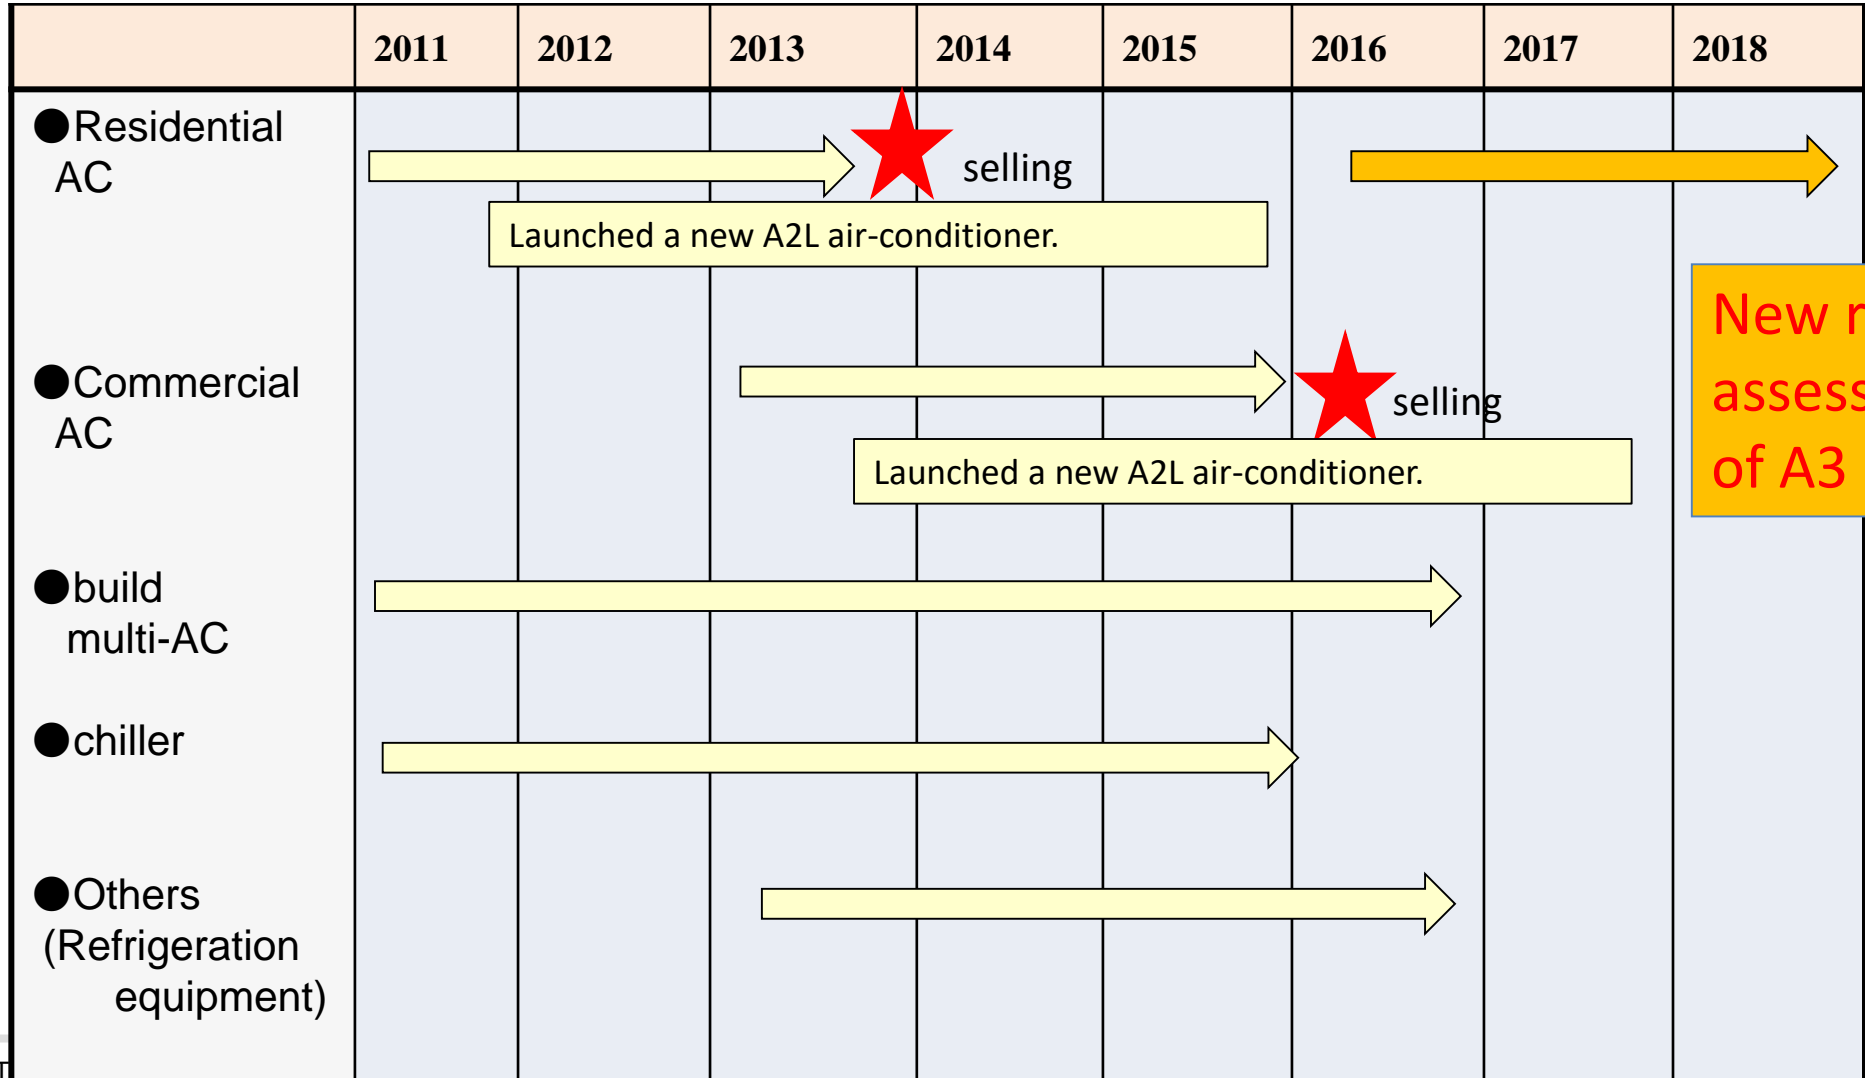 2011 2012 2013 2014 2015 2016 2017 2018
●Residential
AC
selling
Launched a new A2L air-conditioner.
New
assess
of A3
●Commercial
AC
selling
Launched a new A2L air-conditioner.
●build
multi-AC
●chiller
●Others
(Refrigeration
equipment)